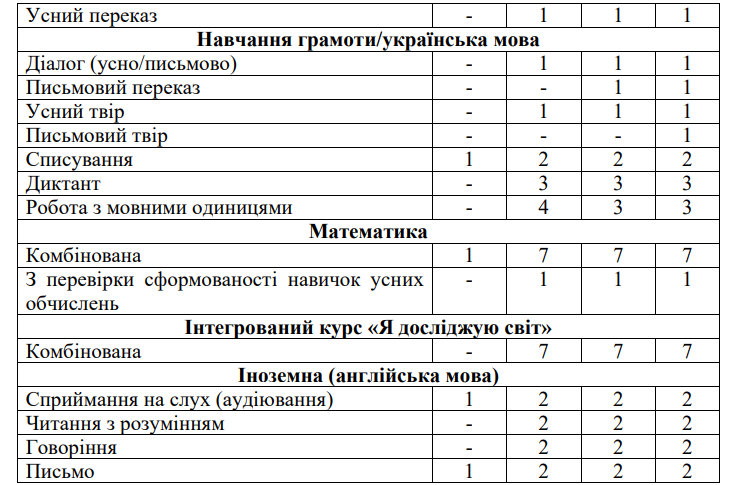 Усний переказ - 1 1 1
Навчання грамоти/українська мова
Діалог (усно/письмово) - 1 1 1
Письмовий переказ - - 1 1
Усний твір - 1 1 1
Письмовий твір - - - 1
Списування 1 2 2 2
Диктант - 3 3 3
Робота з мовними одиницями - 4 3 3
Математика
Комбінована 1 7 7 7
З перевірки сформованості навичок усних - 1 1 1
обчислень
Інтегрований курс «Я досліджую світ»
Комбінована - 7 7 7
Іноземна (англійська мова)
Сприймання на слух (аудіювання) 1 2 2 2
Читання з розумінням - 2 2 2
Говоріння - 2 2 2
Письмо 1 2 2 2